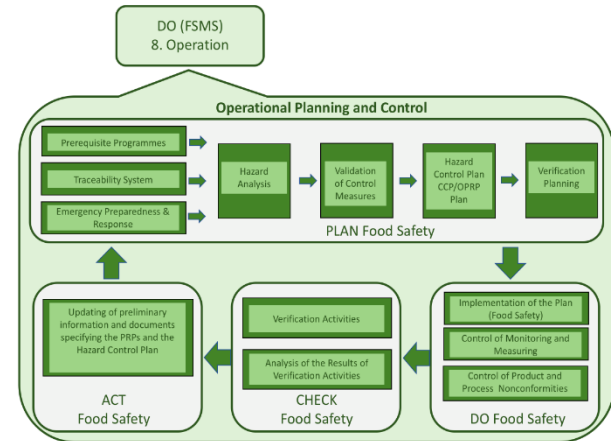 DO (FSMS)
8. Operation
Operational Planning and Control
Prerequisite Programmes
Traceability System
Emergency Preparedness &
Response
Hazard
Analysis
Validation
of Control
Measures
Hazard
Control Plan
CCP/OPRP
Plan
Verification
Planning
PLAN Food Safety
Updating of preliminary
information and documents
specifying the PRPs and the
Hazard Control Plan
ACT
Food Safety
Verification Activities
Analysis of the Results of
Verification Activities
CHECK
Food Safety
Implementation of the Plan
(Food Safety)
Control of Monitoring and
Measuring
Control of Product and
Process Nonconformities
DO Food Safety